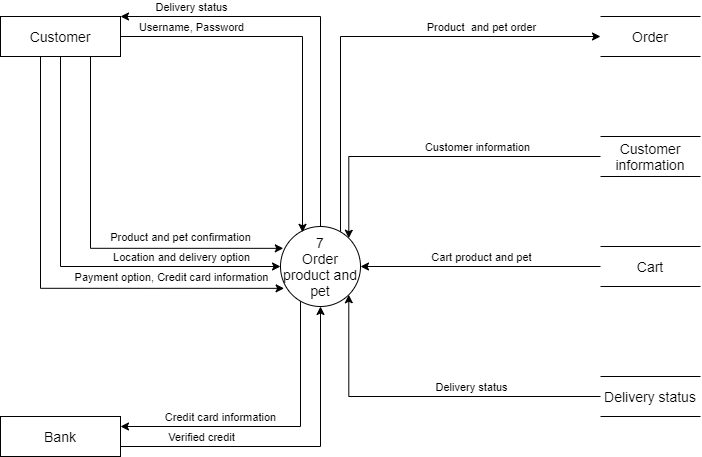 Delivery status
Username, Password
Product and pet order
Customer
Order
Customer information
Customer
information
Product and pet confirmation
7
Location and delivery option
Order
Cart product and pet
Cart
Payment option, Credit card information
product and
pet
Delivery status
Delivery status
Credit card information
Verified credit
Bank